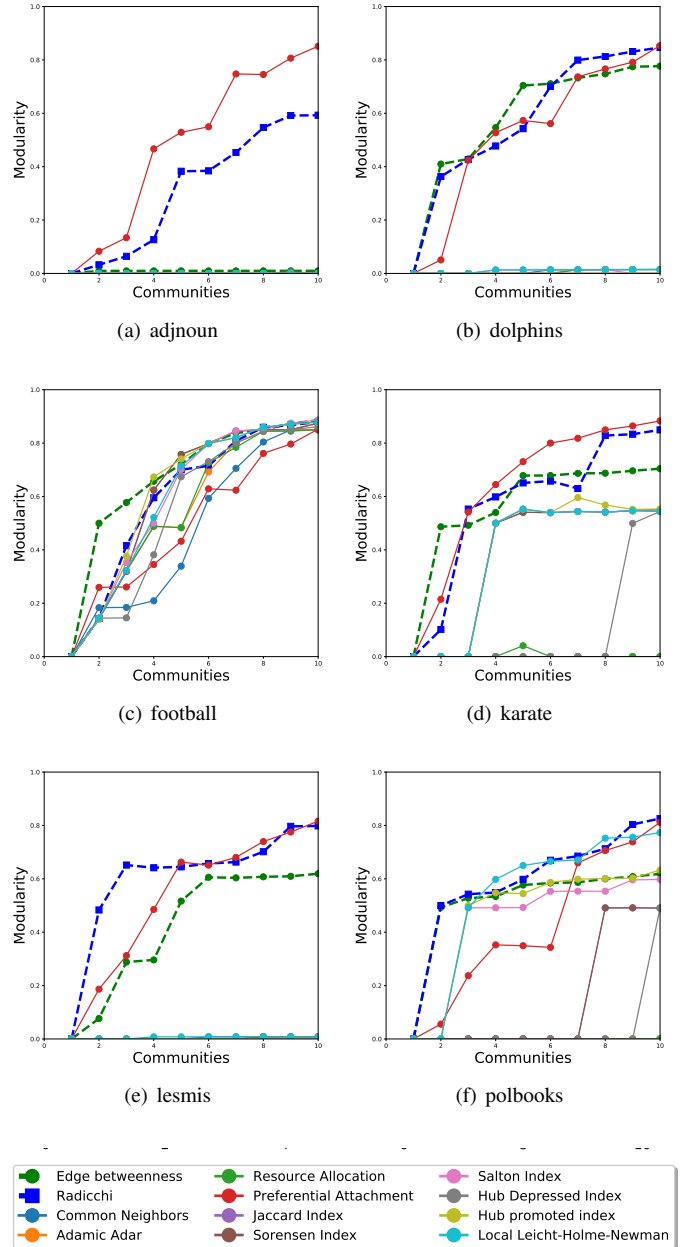 1.0 1.0
0.8 0.8
0.6 0.6
Modularity Modularity
0.4 0.4
0.2 0.2
0.0 0.0
0 2 4 6 8 10 0 2 4 6 8 10
Communities Communities
(a) adjnoun (b) dolphins
1.0 1.0
0.8 0.8
0.6 0.6
Modularity Modularity
0.4 0.4
0.2 0.2
0.0 0.0
0 2 4 6 8 10 0 2 4 6 8 10
Communities Communities
(c) football (d) karate
1.0 1.0
0.8 0.8
0.6 0.6
Modularity Modularity
0.4 0.4
0.2 0.2
0.0 0.0
0 2 4 6 8 10 0 2 4 6 8 10
Communities Communities
(e) lesmis (f) polbooks
Edge betweenness Resource Allocation Salton Index
Radicchi Preferential Attachment Hub Depressed Index
Common Neighbors Jaccard Index Hub promoted index
Adamic Adar Sorensen Index Local Leicht-Holme-Newman